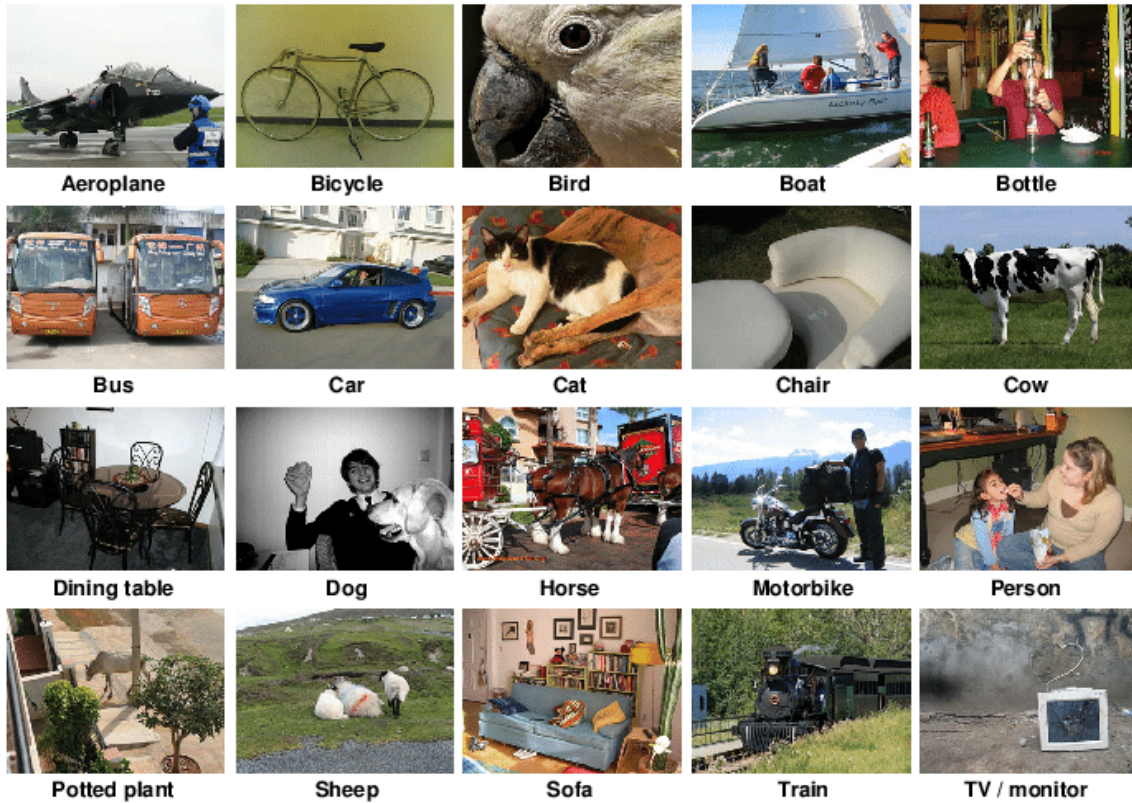 Aeroplane
Bicycle
Bird
Boat
Bottle
Bus
Car
Cat
Chair
Cow
Dining table
Dog
Horse
Motorbike
Person
Potted plant
Sheep
Sofa
Train
TV / monitor